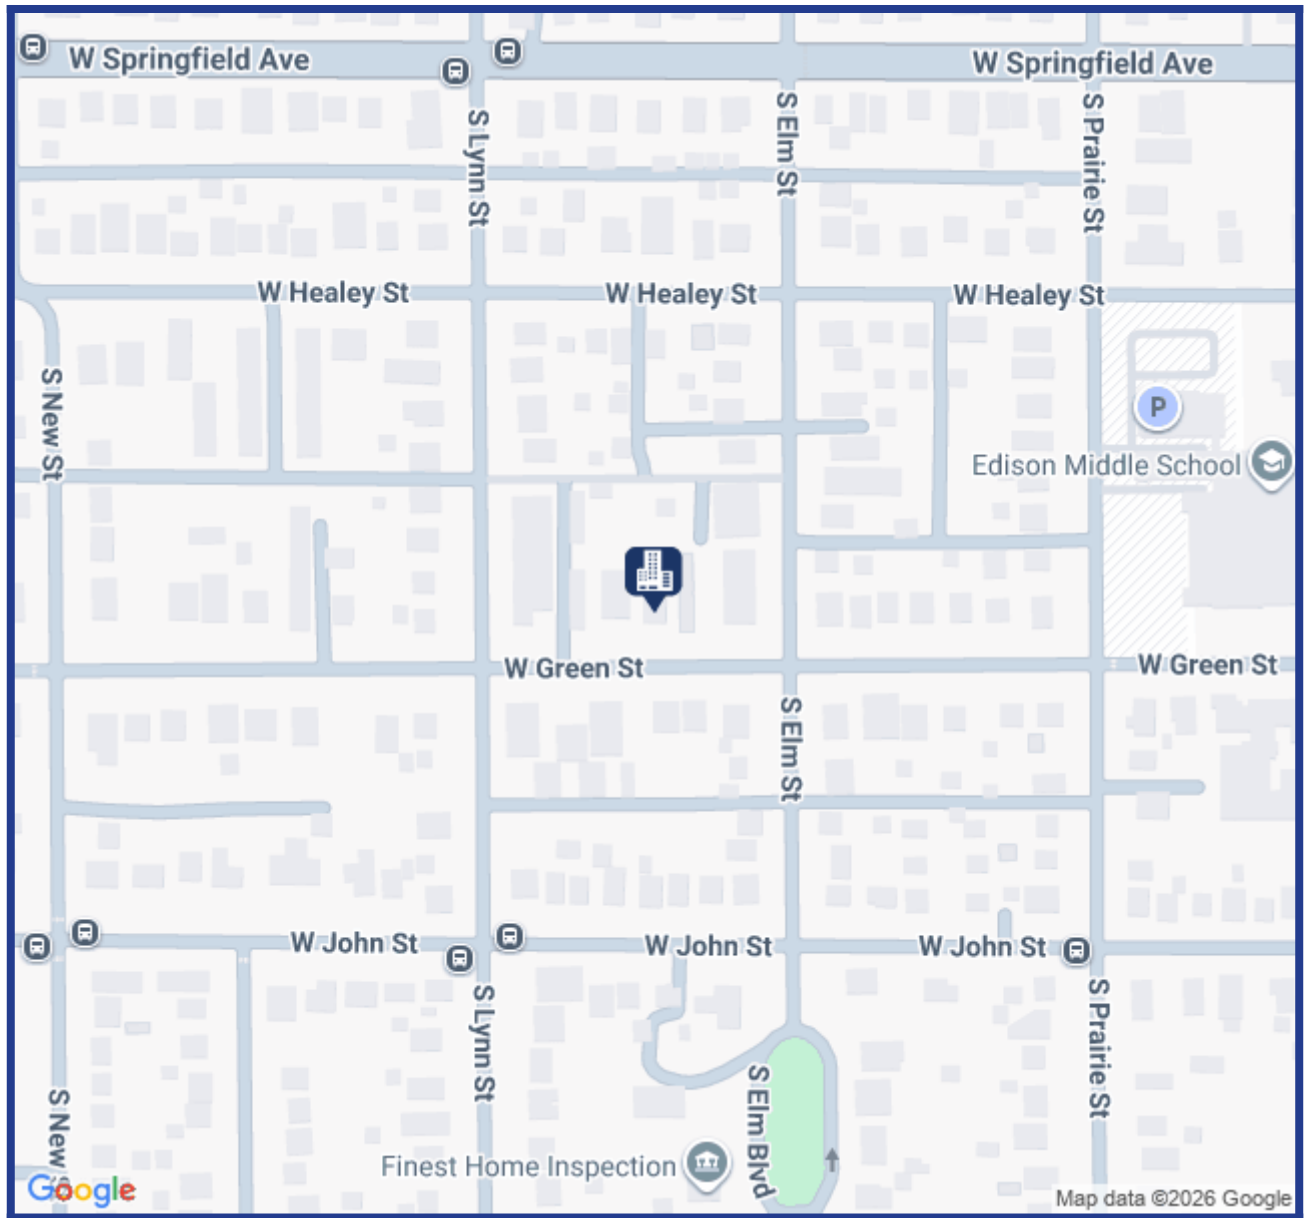 W Springfield Ave
W Springfield Ave
S Lynn St
S Elm St
S Prairie St
W Healey St
W Healey St
W Healey St
S New St
P
Edison Middle School
W Green St
W Green St
S Elm St
W John St
W John St
W John St
S Lynn St
S Prairie St
S Elm Blvd
S New S
Finest Home Inspection
Google
Map data ©2026 Google